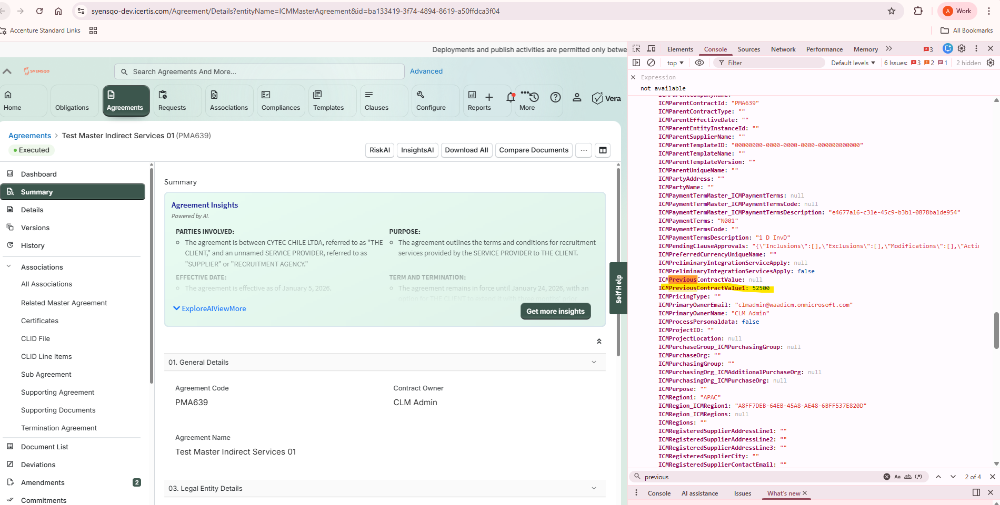 syensqo-dev.icertis.com/Agreement/Details?entityName=ICMMasterAgreement&id=ba133419-3f74-4894-8619-a50ffdca3f04
A Work
Accenture Standard Links
All Bookmarks
Deployments and publish activities are permitted only betwe
SYENSQO
Search Agreements And More...
Advanced
Home
Obligations
Agreements
Requests
Associations
Compliances
Templates
Clauses
Configure
Reports
More
Vera
Agreements > Test Master Indirect Services 01 (PMA639)
Executed
RiskAI
InsightsAI
Download All
Compare Documents
Dashboard
Summary
Details
Versions
History
Associations
All Associations
Related Master Agreement
Certificates
CLID File
CLID Line Items
Sub Agreement
Supporting Agreement
Supporting Documents
Termination Agreement
Document List
Deviations
Amendments 2
Commitments
Summary
Agreement Insights
Powered by AI.
PARTIES INVOLVED:
The agreement is between CYTEC CHILE LTDA, referred to as "THE
CLIENT," and an unnamed SERVICE PROVIDER, referred to as
"SUPPLIER" or "RECRUITMENT AGENCY."
EFFECTIVE DATE:
The agreement is effective as of January 5, 2026.
PURPOSE:
The agreement outlines the terms and conditions for recruitment
services provided by the SERVICE PROVIDER to THE CLIENT.
TERM AND TERMINATION:
The agreement remains in force until January 24, 2026, with an
option for THE CLIENT to extend it with three months' prior
ExploreAIViewMore
Get more insights
Self Help
01. General Details
Agreement Code
PMA639
Contract Owner
CLM Admin
Agreement Name
Test Master Indirect Services 01
03. Legal Entity Details
Elements
Console
Sources
Network
Performance
Memory
3
top
Filter
Default levels
6 Issues: 3 2 1
2 hidden
Expression
not available
ICMParentCompanyName:
ICMParentContractId: "PMA639"
ICMParentContractType: ""
ICMParentEffectiveDate: ""
ICMParentEntityInstanceId: ""
ICMParentSupplierName: ""
ICMParentTemplateID: "00000000-0000-0000-0000-000000000000"
ICMParentTemplateName: ""
ICMParentTemplateVersion: ""
ICMParentUniqueName: ""
ICMPartyAddress: ""
ICMPartyName: ""
ICMPaymentTermMaster_ICMPaymentTerms: null
ICMPaymentTermMaster_ICMPaymentTermsCode: null
ICMPaymentTermMaster_ICMPaymentTermsDescription: "e4677a16-c31e-45c9-b3b1-0878ba1de954"
ICMPaymentTerms: "N001"
ICMPaymentTermsCode: ""
ICMPaymentTermsDescription: "1 D InvD"
ICMPendingClauseApprovals: "{\"Inclusions\":[],\"Exclusions\":[],\"Modifications\":[],\"Actio
ICMPreferredCurrencyUniqueName: ""
ICMPreliminaryIntegrationServiceApply: null
ICMPreliminaryIntegrationServicesApply: false
ICMPreviousContractValue: null
ICMPreviousContractValue1: 52500
ICMPricingType: ""
ICMPrimaryOwnerEmail: "clmadmin@waadicm.onmicrosoft.com"
ICMPrimaryOwnerName: "CLM Admin"
ICMProcessPersonaldata: false
ICMProjectID: ""
ICMProjectLocation: null
ICMPurchaseGroup_ICMPurchasingGroup: null
ICMPurchaseOrg: ""
ICMPurchasingGroup: ""
ICMPurchasingOrg_ICMAdditionalPurchaseOrg: null
ICMPurchasingOrg_ICMPurchaseOrg: null
ICMPurpose: ""
ICMRegion1: "APAC"
ICMRegion_ICMRegion1: "A8FF7DEB-64EB-45A8-AE48-6BFF537E820D"
ICMRegion_ICMRegions: null
ICMRegions: ""
ICMRegisteredSupplierAddressLine1: ""
ICMRegisteredSupplierAddressLine2: ""
ICMRegisteredSupplierAddressLine3: ""
ICMRegisteredSupplierCity: ""
ICMRegisteredSupplierContactEmail: ""
previous
Aa ab (.*)
2 of 4
Console
AI assistance
Issues
What's new